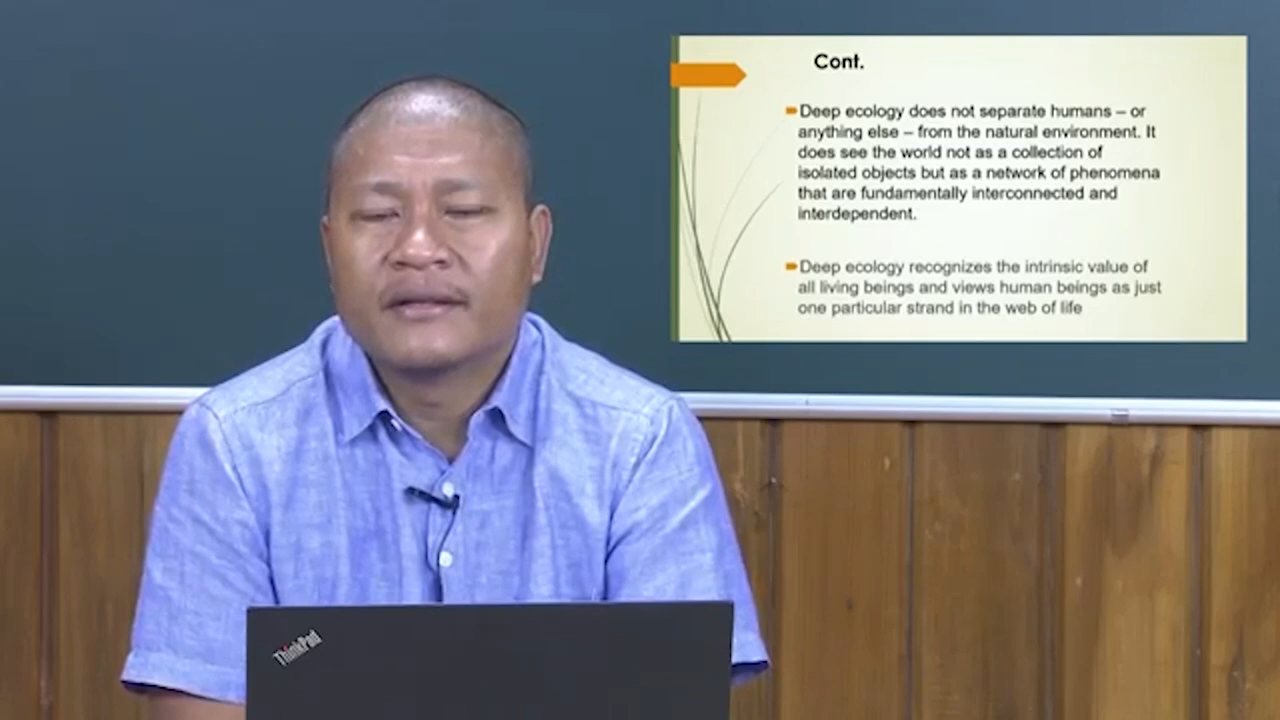 Cont.
Deep ecology does not separate humans – or
anything else – from the natural environment. It
does see the world not as a collection of
isolated objects but as a network of phenomena
that are fundamentally interconnected and
interdependent.
Deep ecology recognizes the intrinsic value of
all living beings and views human beings as just
one particular strand in the web of life
ThinkPad